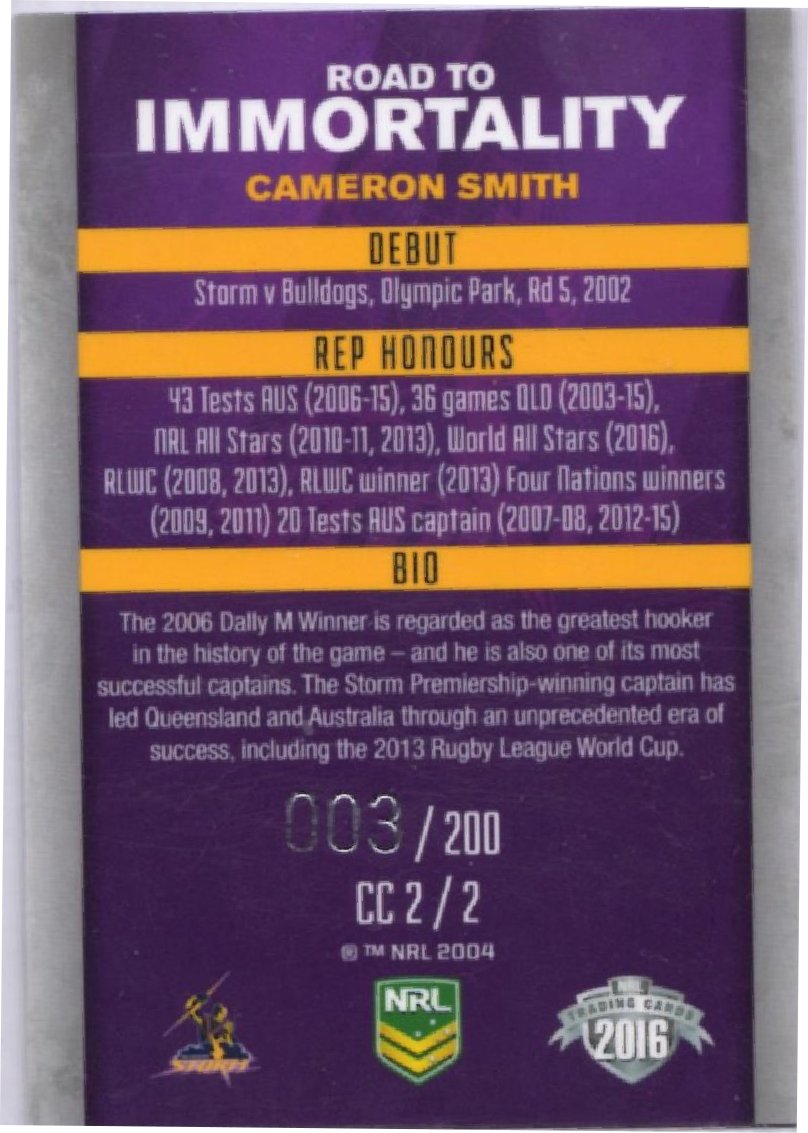 ROAD TO
IMMORTALITY
CAMERON SMITH
DEBUT
Storm v Bulldogs, Olympic Park, Rd 5, 2002
REP HONOURS
43 Tests AUS (2006-15), 36 games QLD (2003-15),
NRL All Stars (2010-11, 2013), World All Stars (2016),
RLWC (2008, 2013), RLWC winner (2013) Four Nations winners
(2009, 2011) 20 Tests AUS captain (2007-08, 2012-15)
BIO
The 2006 Dally M Winner is regarded as the greatest hooker
in the history of the game – and he is also one of its most
successful captains. The Storm Premiership-winning captain has
led Queensland and Australia through an unprecedented era of
success, including the 2013 Rugby League World Cup.
003 / 200
CC 2 / 2
® ™ NRL 2004
STORM
NRL
NRL
TRADING CARDS
2016